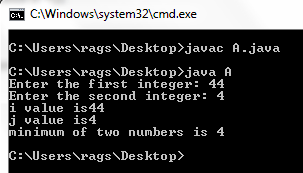 C:\Windows\system32\cmd.exe
C:\Users\rags\Desktop>javac A.java
C:\Users\rags\Desktop>java A
Enter the first integer: 44
Enter the second integer: 4
i value is44
j value is4
minimum of two numbers is 4
C:\Users\rags\Desktop>